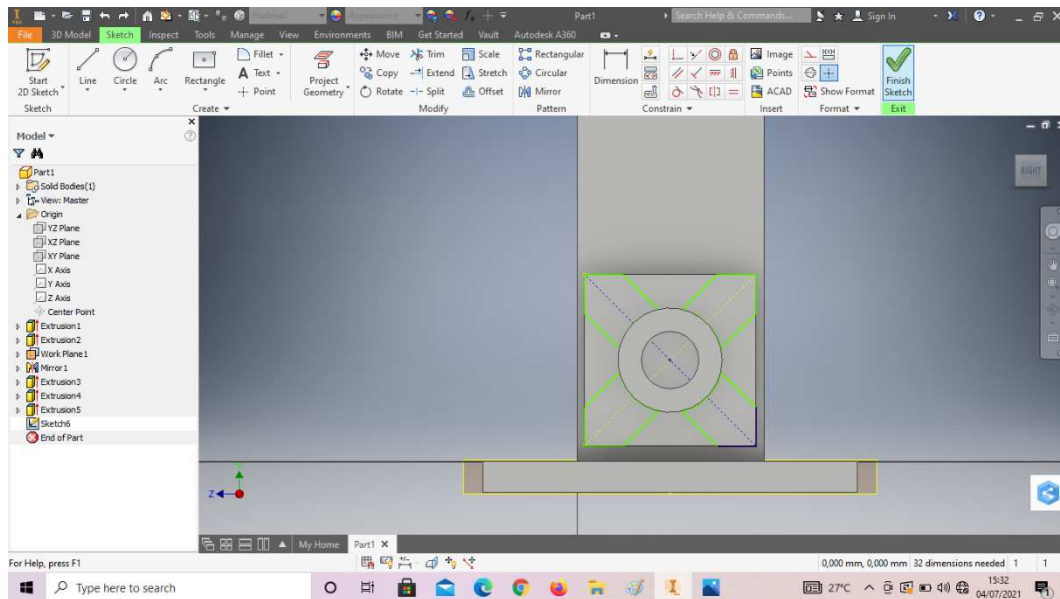 Material
Appearance
Part1
Search Help & Commands...
Sign In
File 3D Model Sketch Inspect Tools Manage View Environments BIM Get Started Vault Autodesk A360
Start 2D Sketch
Line
Circle
Arc
Rectangle
Fillet
Text
Point
Project Geometry
Move
Copy
Rotate
Trim
Extend
Split
Scale
Stretch
Offset
Rectangular
Circular
Mirror
Dimension
Image
Points
ACAD
Show Format
Finish Sketch
Sketch Create Modify Pattern Constrain Insert Format Exit
Model
Part1
Solid Bodies(1)
View: Master
Origin
YZ Plane
XZ Plane
XY Plane
X Axis
Y Axis
Z Axis
Center Point
Extrusion1
Extrusion2
Work Plane1
Mirror1
Extrusion3
Extrusion4
Extrusion5
Sketch6
End of Part
RIGHT
Z
My Home Part1
For Help, press F1
0,000 mm, 0,000 mm 32 dimensions needed 1 1
Type here to search
27°C
15:32
04/07/2021